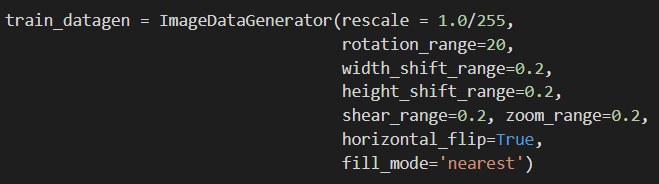 train_datagen = ImageDataGenerator(rescale = 1.0/255,
rotation_range=20,
width_shift_range=0.2,
height_shift_range=0.2,
shear_range=0.2, zoom_range=0.2,
horizontal_flip=True,
fill_mode='nearest')